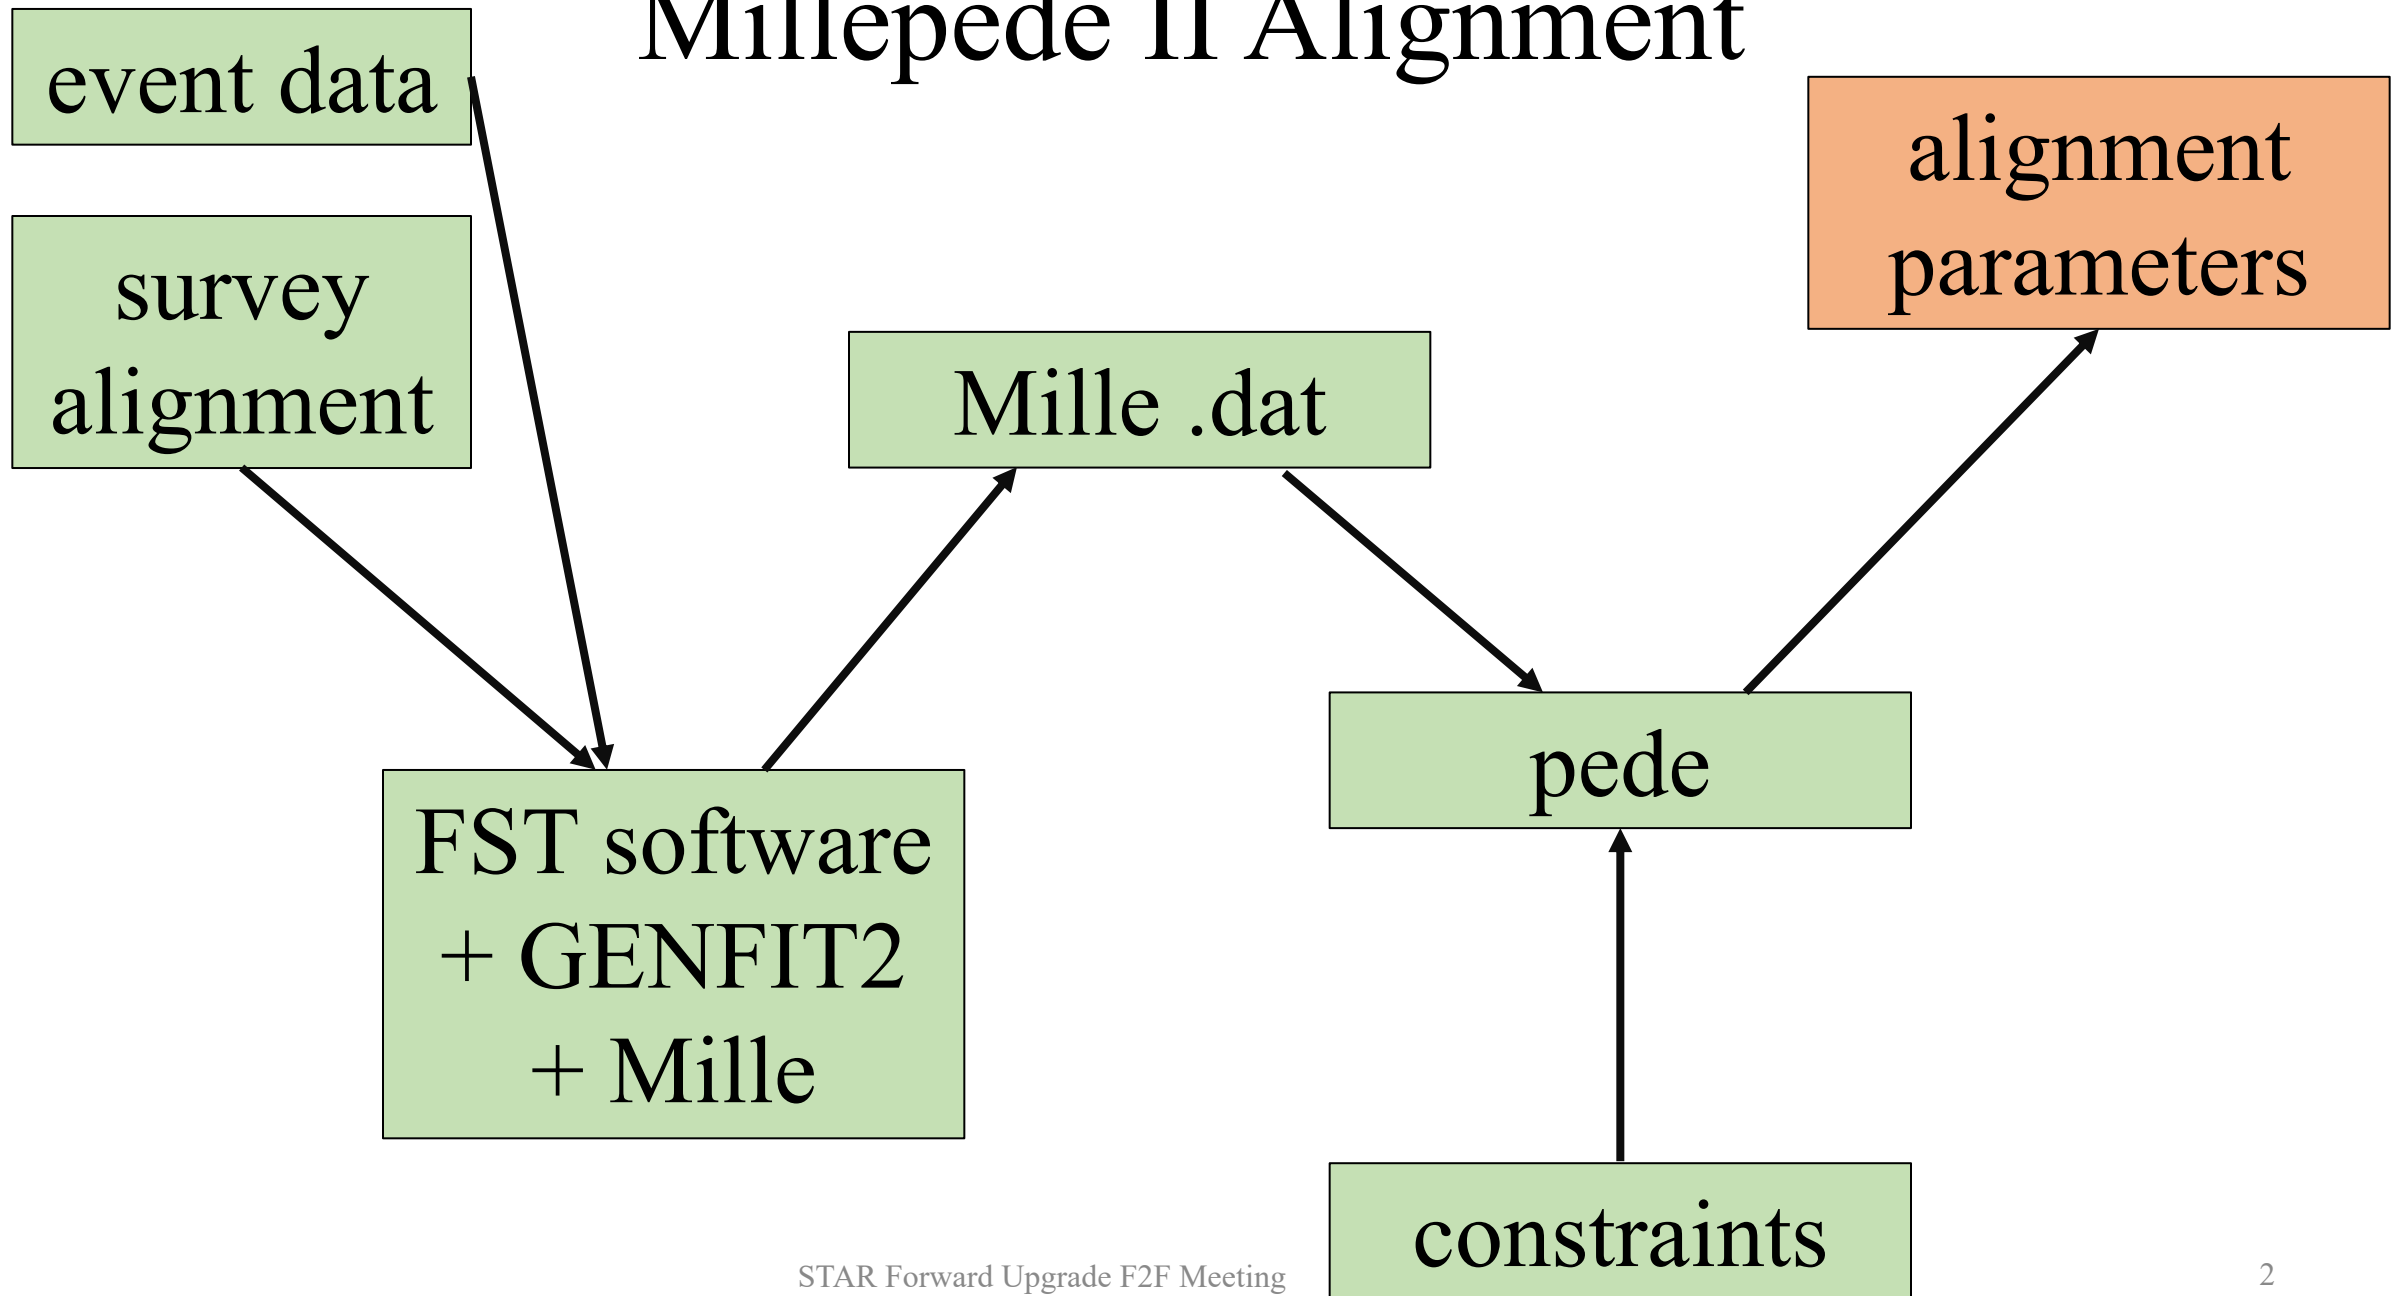 Millepede II Alignment
event data
survey
alignment
alignment
parameters
Mille .dat
pede
FST software
+ GENFIT2
+ Mille
constraints
STAR Forward Upgrade F2F Meeting
2